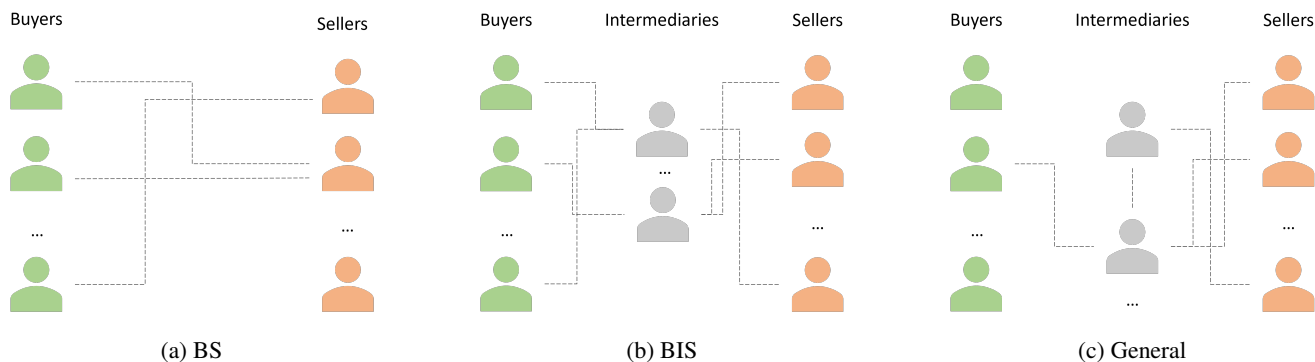 Buyers
Sellers
...
...
(a) BS
Buyers
Intermediaries
Sellers
...
...
...
(b) BIS
Buyers
Intermediaries
Sellers
...
...
...
(c) General